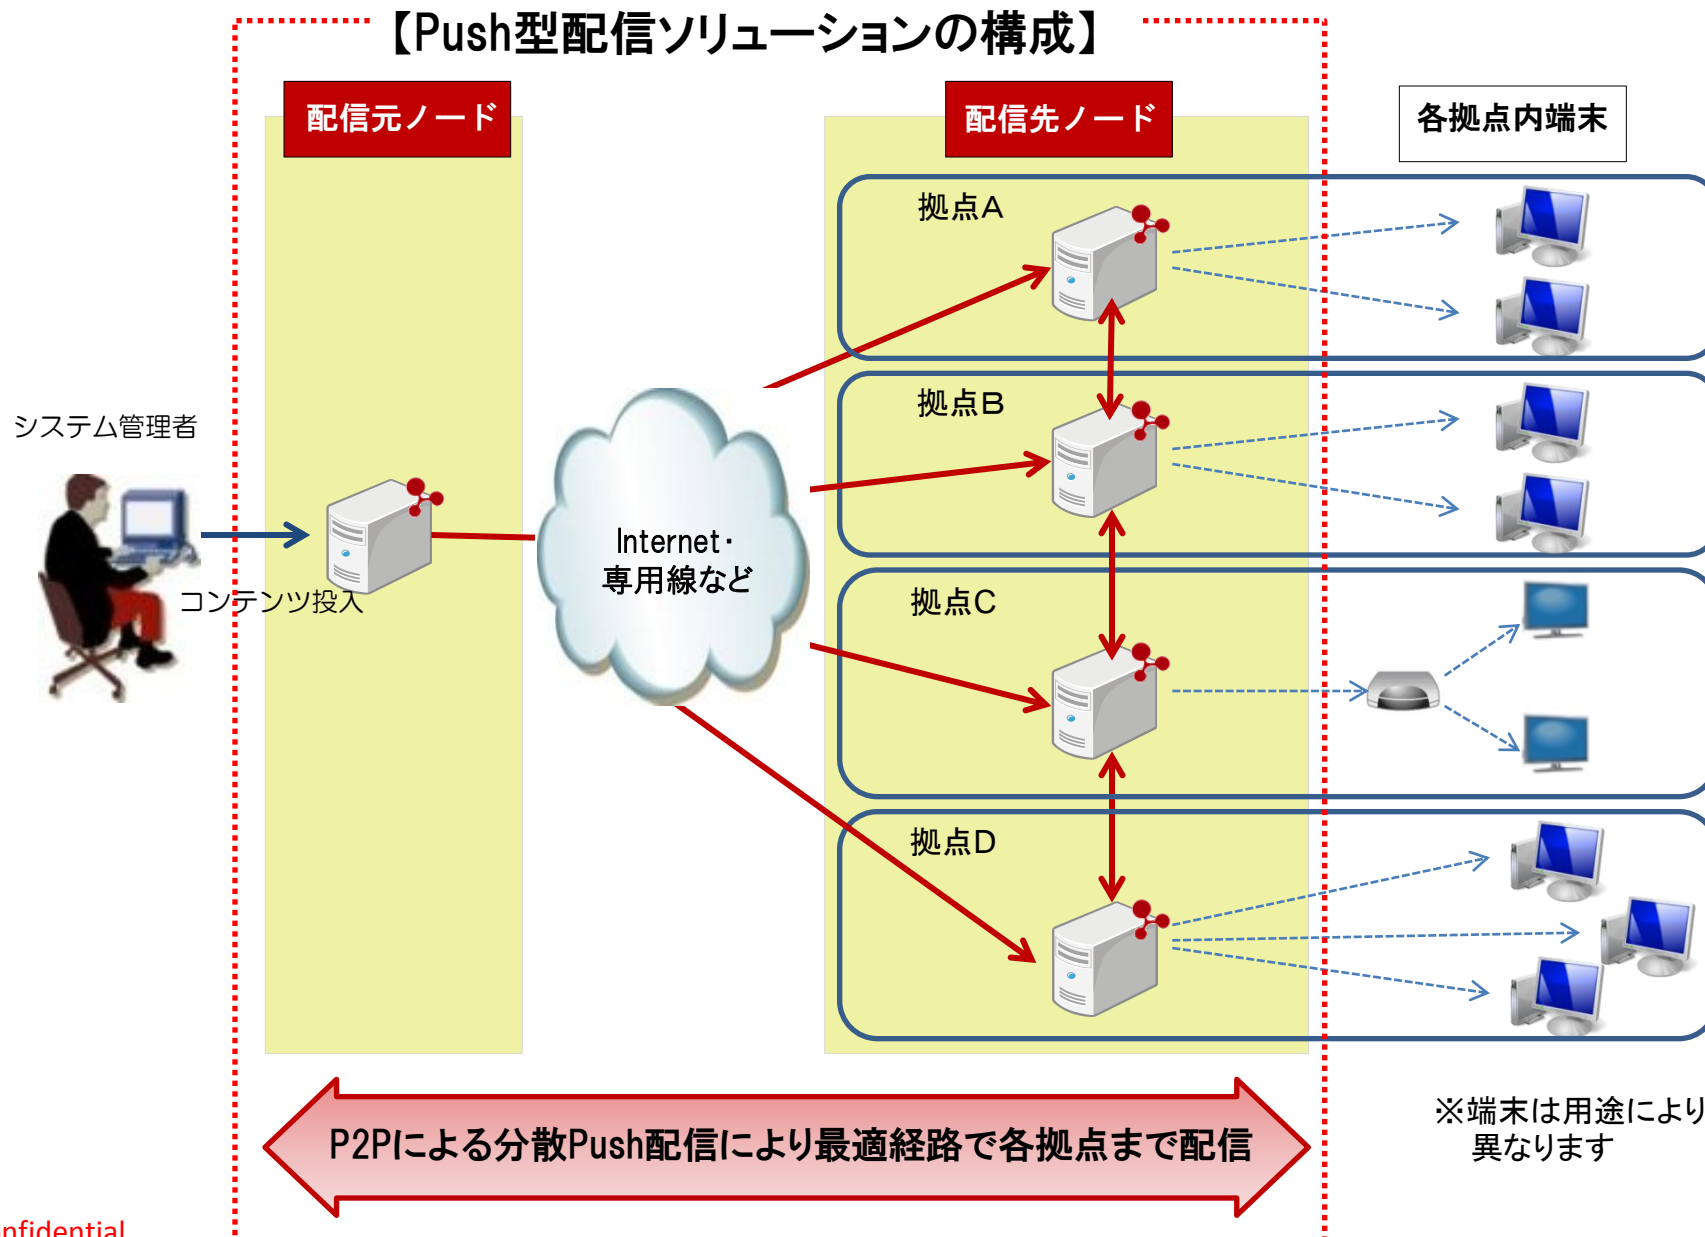 【Push型配信ソリューションの構成】
配信元ノード
配信先ノード
各拠点内端末
拠点A
拠点B
システム管理者
Internet・
専用線など
コンテンツ投入
拠点C
拠点D
P2Pによる分散Push配信により最適経路で各拠点まで配信
※端末は用途により
異なります
nfidential